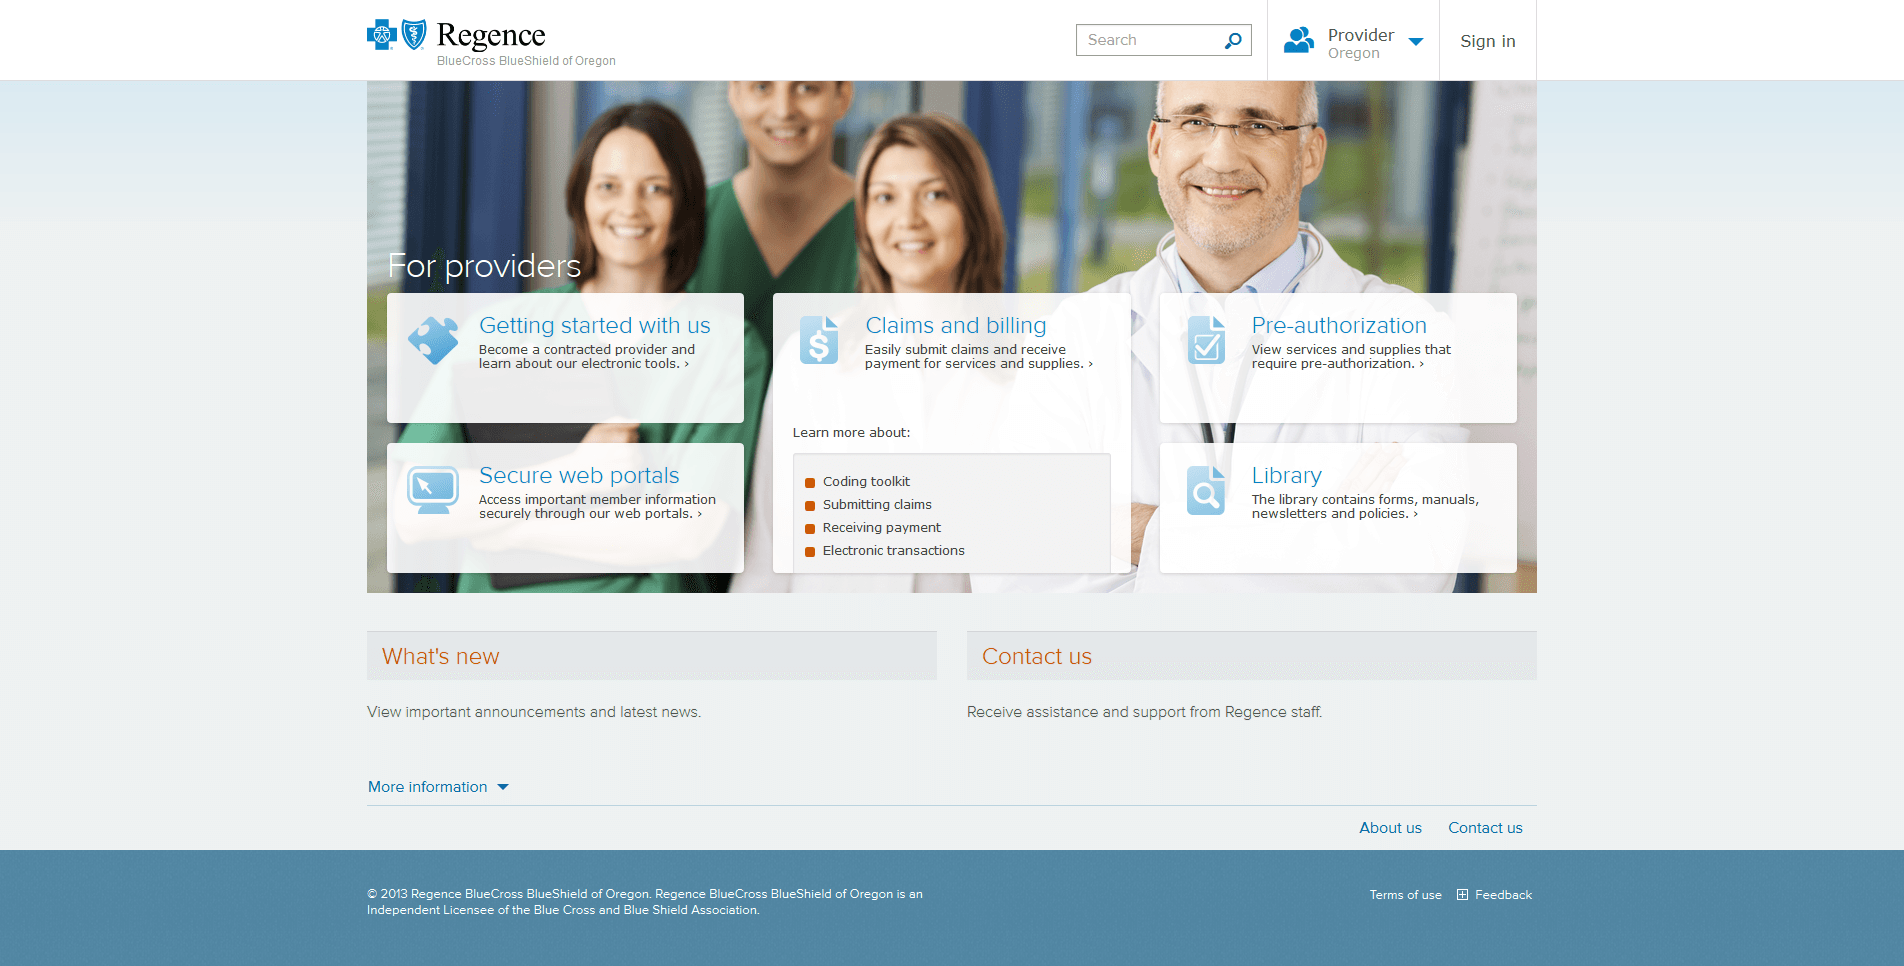 Regence
BlueCross BlueShield of Oregon
Search
Provider
Oregon
Sign in
For providers
Getting started with us
Become a contracted provider and
learn about our electronic tools. ›
Claims and billing
Easily submit claims and receive
payment for services and supplies. ›
Learn more about:
Coding toolkit
Submitting claims
Receiving payment
Electronic transactions
Pre-authorization
View services and supplies that
require pre-authorization. ›
Secure web portals
Access important member information
securely through our web portals. ›
Library
The library contains forms, manuals,
newsletters and policies. ›
What's new
View important announcements and latest news.
Contact us
Receive assistance and support from Regence staff.
More information
About us
Contact us
© 2013 Regence BlueCross BlueShield of Oregon. Regence BlueCross BlueShield of Oregon is an
Independent Licensee of the Blue Cross and Blue Shield Association.
Terms of use
Feedback